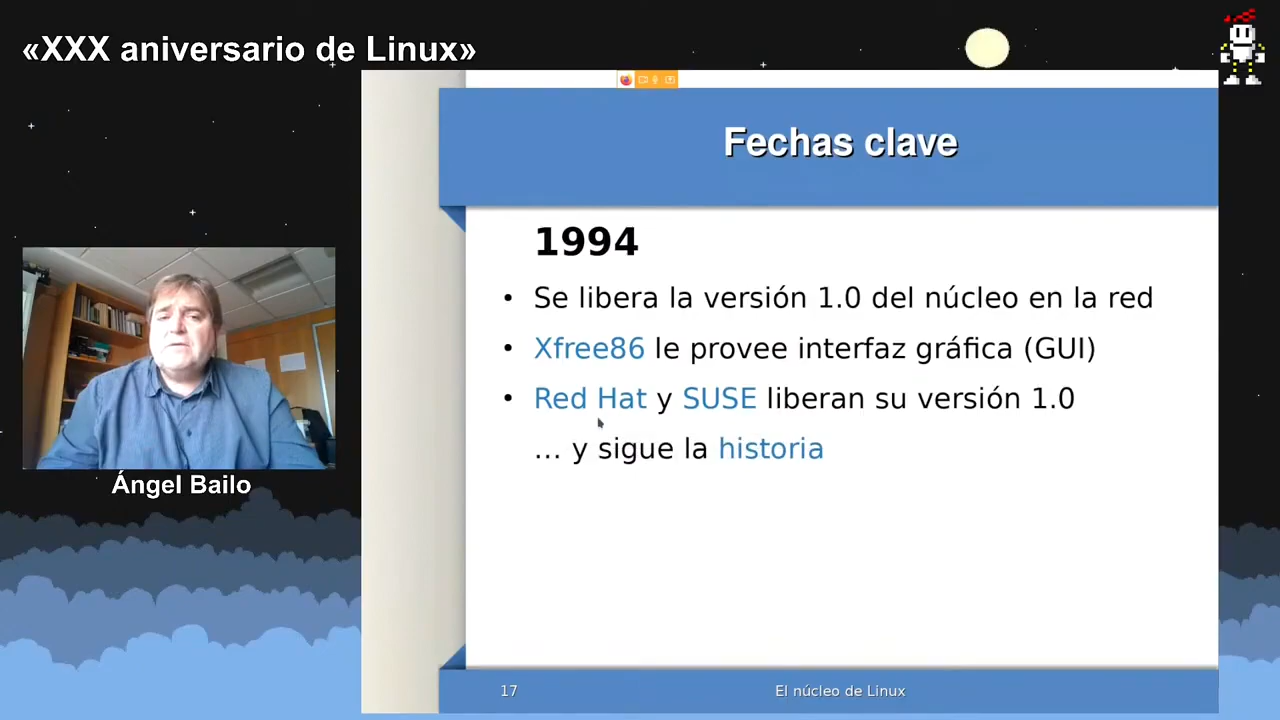 «XXX aniversario de Linux»
Fechas clave
1994
• Se libera la versión 1.0 del núcleo en la red
• Xfree86 le provee interfaz gráfica (GUI)
• Red Hat y SUSE liberan su versión 1.0
... y sigue la historia
Ángel Bailo
17
El núcleo de Linux